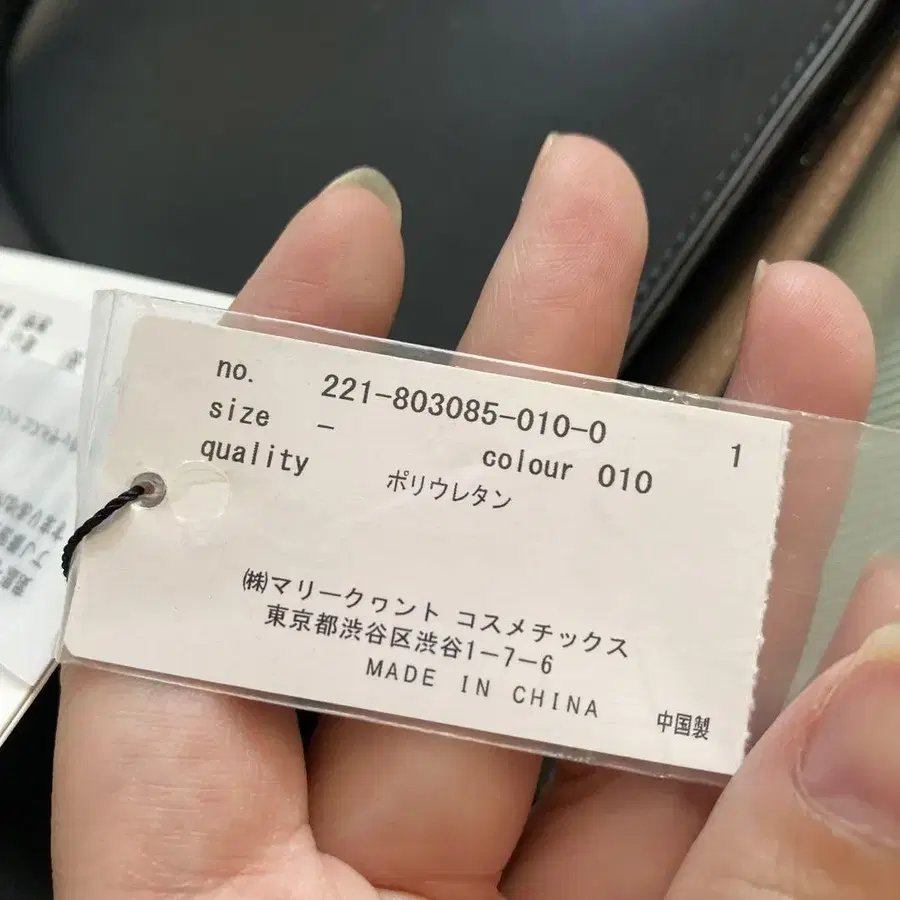 no. 221-803085-010-0
size - colour 010 1
quality ポリウレタン
㈱マリークヮント コスメチックス
東京都渋谷区渋谷1-7-6
MADE IN CHINA 中国製